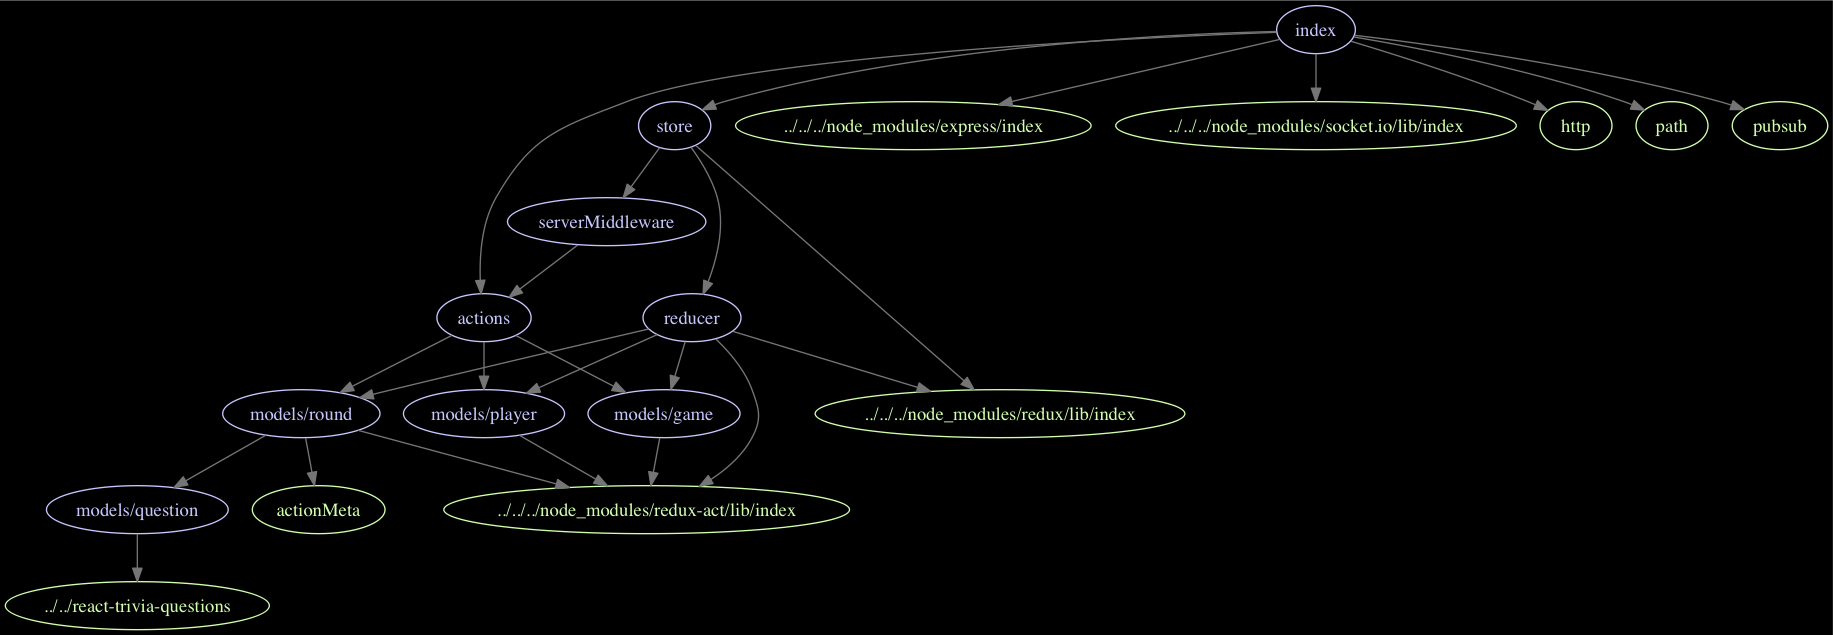 index
store
../../../node_modules/express/index
../../../node_modules/socket.io/lib/index
http
path
pubsub
serverMiddleware
actions
reducer
models/round
models/player
models/game
../../../node_modules/redux/lib/index
models/question
actionMeta
../../../node_modules/redux-act/lib/index
../../react-trivia-questions